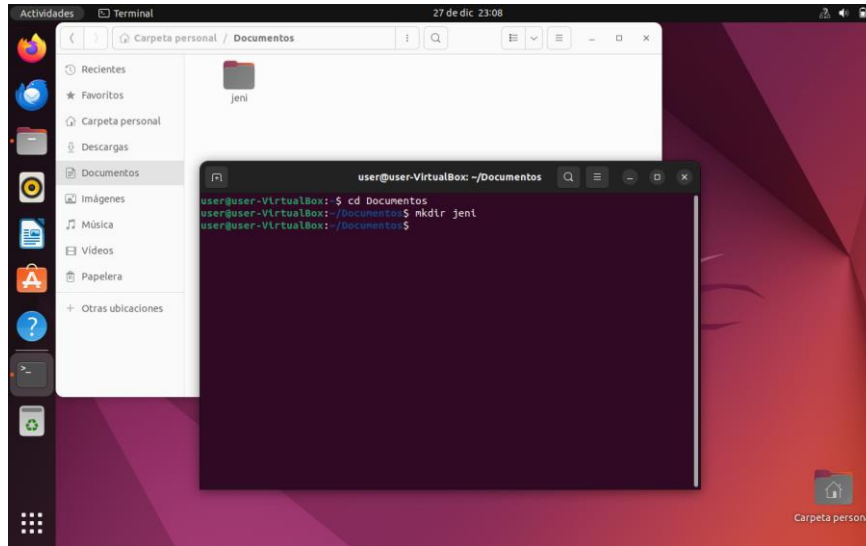 Actividades Terminal 27 de dic 23:08
Carpeta personal / Documentos
Recientes
Favoritos
Carpeta personal
Descargas
Documentos
Imágenes
Música
Vídeos
Papelera
+ Otras ubicaciones
jeni
user@user-VirtualBox: ~/Documentos
user@user-VirtualBox:~$ cd Documentos
user@user-VirtualBox:~/Documentos$ mkdir jeni
user@user-VirtualBox:~/Documentos$
Carpeta person